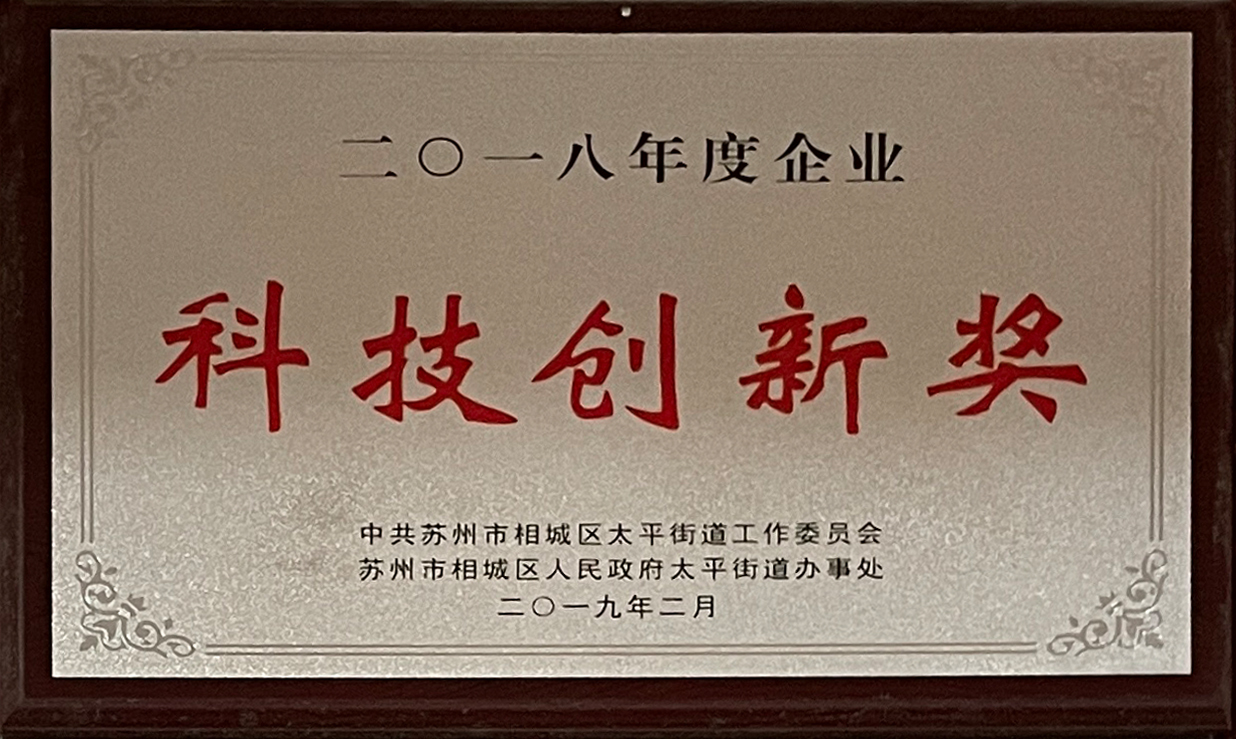 二〇一八年度企业
科技创新奖
中共苏州市相城区太平街道工作委员会
苏州市相城区人民政府太平街道办事处
二〇一九年二月